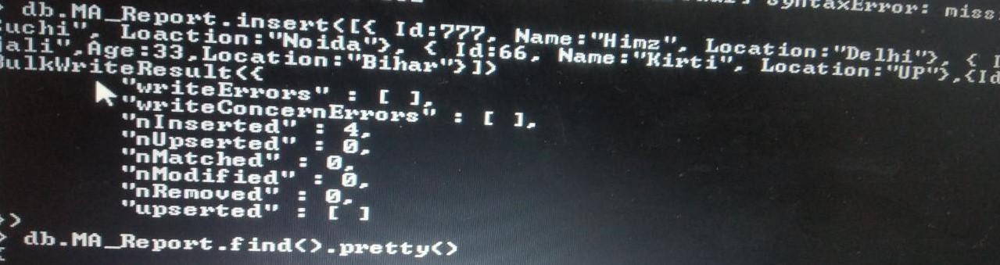 SyntaxError: miss
> db.MA_Report.insert([{ Id:777, Name:"Himz", Location:"Delhi"}, { I
uchi", Loaction:"Noida"}, { Id:66, Name:"Kirti", Location:"UP"},{Id
jali",Age:33,Location:"Bihar"}])
BulkWriteResult({
"writeErrors" : [ ],
"writeConcernErrors" : [ ],
"nInserted" : 4,
"nUpserted" : 0,
"nMatched" : 0,
"nModified" : 0,
"nRemoved" : 0,
"upserted" : [ ]
})
> db.MA_Report.find().pretty()
{